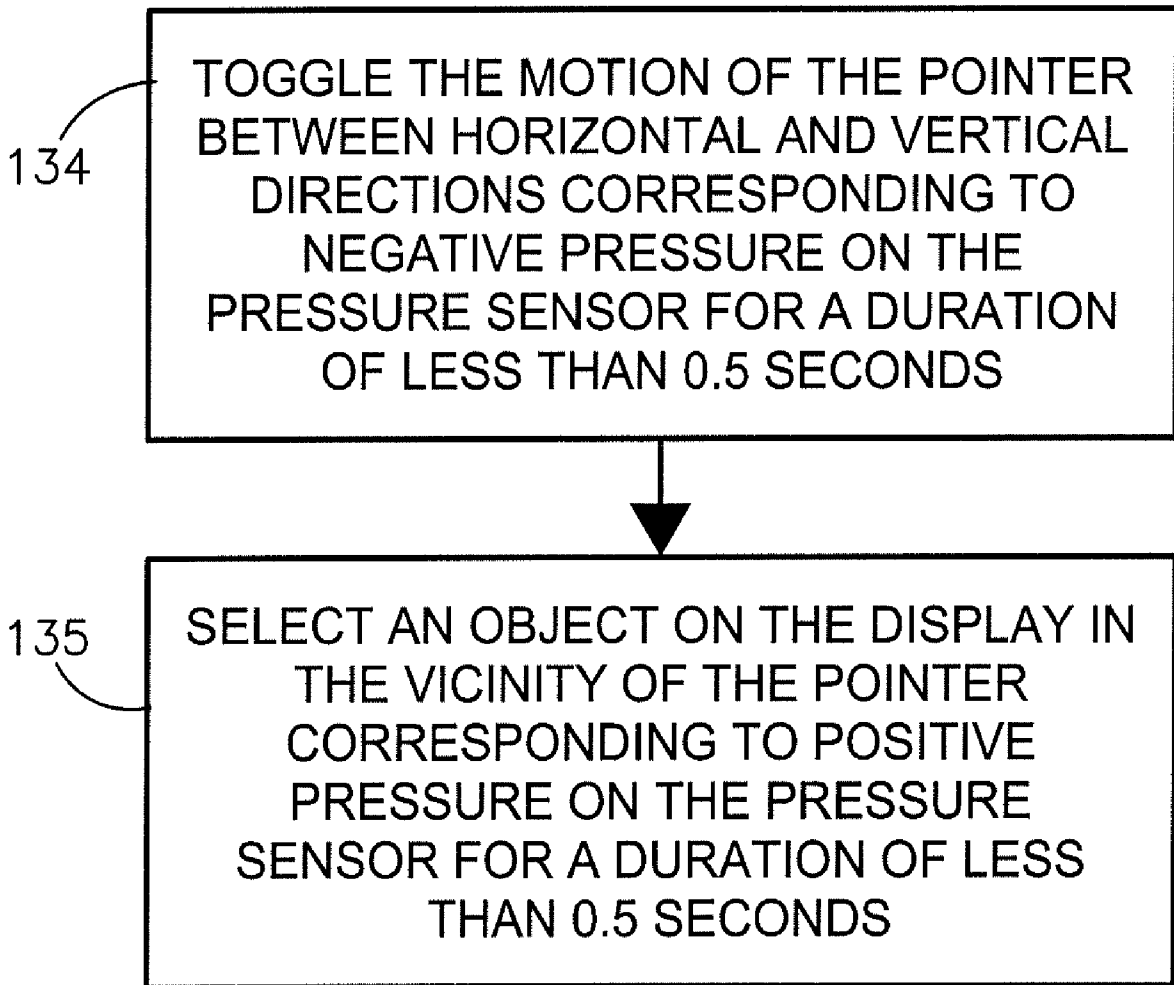 TOGGLE THE MOTION OF THE POINTER
BETWEEN HORIZONTAL AND VERTICAL
DIRECTIONS CORRESPONDING TO
NEGATIVE PRESSURE ON THE
PRESSURE SENSOR FOR A DURATION
OF LESS THAN 0.5 SECONDS
134
SELECT AN OBJECT ON THE DISPLAY IN
THE VICINITY OF THE POINTER
CORRESPONDING TO POSITIVE
PRESSURE ON THE PRESSURE
SENSOR FOR A DURATION OF LESS
THAN 0.5 SECONDS
135